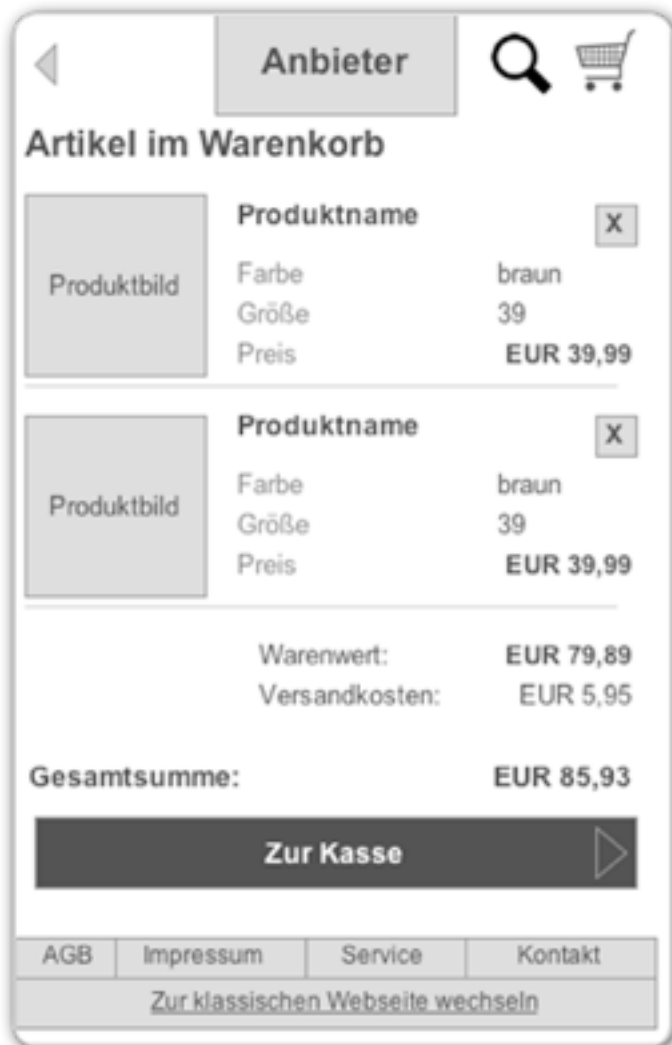 Anbieter
Artikel im Warenkorb
Produktbild
Produktname
X
Farbe braun
Größe 39
Preis EUR 39,99
Produktbild
Produktname
X
Farbe braun
Größe 39
Preis EUR 39,99
Warenwert: EUR 79,89
Versandkosten: EUR 5,95
Gesamtsumme: EUR 85,93
Zur Kasse
AGB Impressum Service Kontakt
Zur klassischen Webseite wechseln